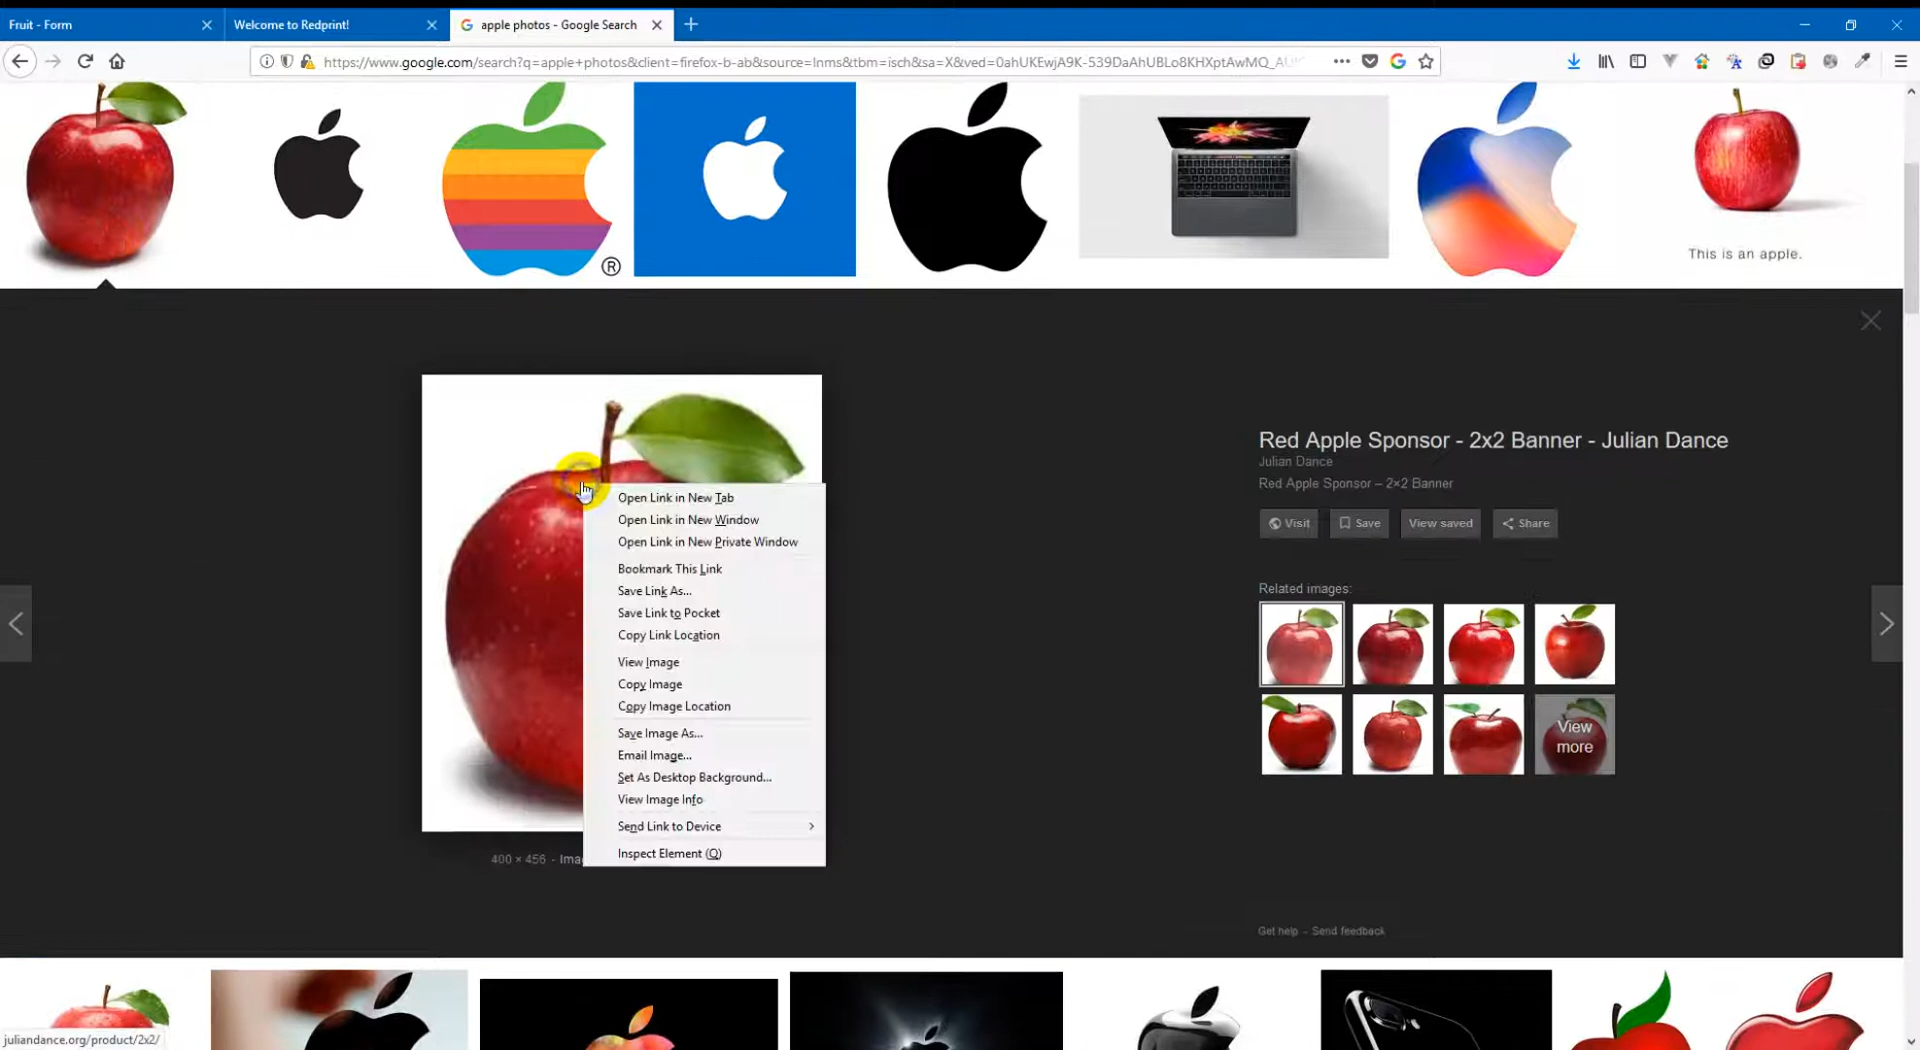 Fruit - Form
Welcome to Redprint!
apple photos - Google Search
https://www.google.com/search?q=apple+photos&client=firefox-b-ab&source=lnms&tbm=isch&sa=X&ved=0ahUKEwjA9K-539DaAhUBLo8KHXptAwMQ_AU
®
This is an apple.
Red Apple Sponsor - 2x2 Banner - Julian Dance
Julian Dance
Red Apple Sponsor – 2×2 Banner
Visit
Save
View saved
Share
Related images:
View
more
Open Link in New Tab
Open Link in New Window
Open Link in New Private Window
Bookmark This Link
Save Link As...
Save Link to Pocket
Copy Link Location
View Image
Copy Image
Copy Image Location
Save Image As...
Email Image...
Set As Desktop Background...
View Image Info
Send Link to Device
Inspect Element (Q)
400 × 456 - Ima
Get help - Send feedback
juliandance.org/product/2x2/